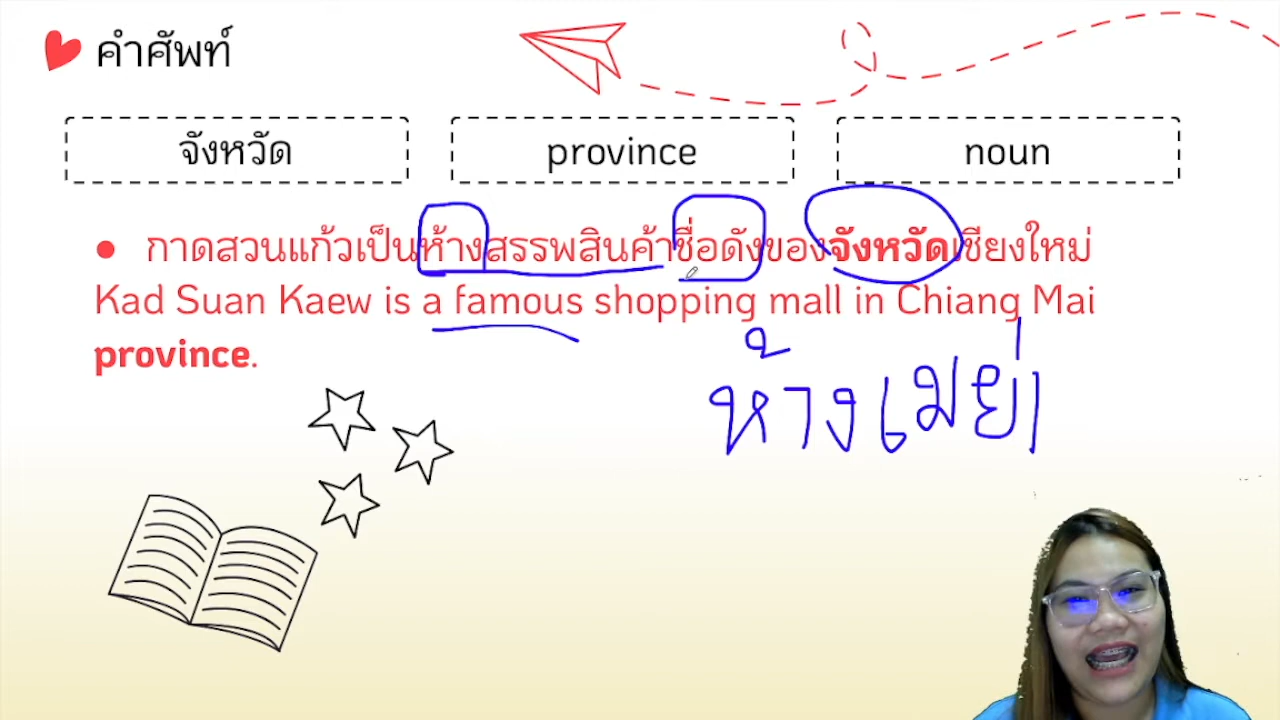 คำศัพท์
จังหวัด province noun
กาดสวนแก้วเป็นห้างสรรพสินค้าชื่อดังของจังหวัดเชียงใหม่
Kad Suan Kaew is a famous shopping mall in Chiang Mai
province.
ห้างเมย่า